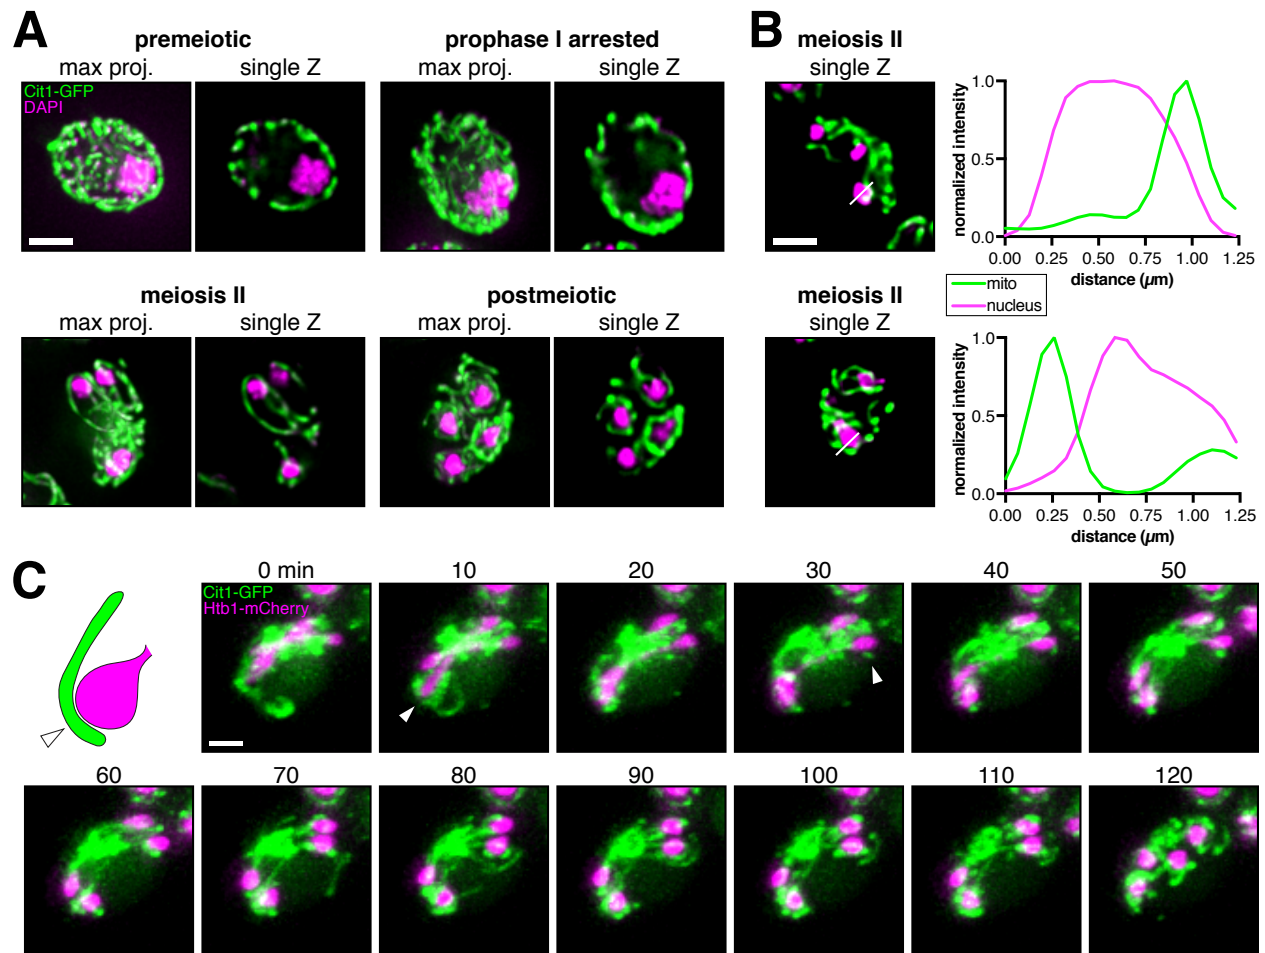 A
premeiotic
max proj.
single Z
Cit1-GFP
DAPI
prophase I arrested
max proj.
single Z
meiosis II
max proj.
single Z
postmeiotic
max proj.
single Z
B
meiosis II
single Z
normalized intensity
1.0
0.5
0.0
0.00 0.25 0.50 0.75 1.00 1.25
distance (µm)
mito
nucleus
meiosis II
single Z
normalized intensity
1.0
0.5
0.0
0.00 0.25 0.50 0.75 1.00 1.25
distance (µm)
C
0 min 10 20 30 40 50
Cit1-GFP
Htb1-mCherry
60 70 80 90 100 110 120